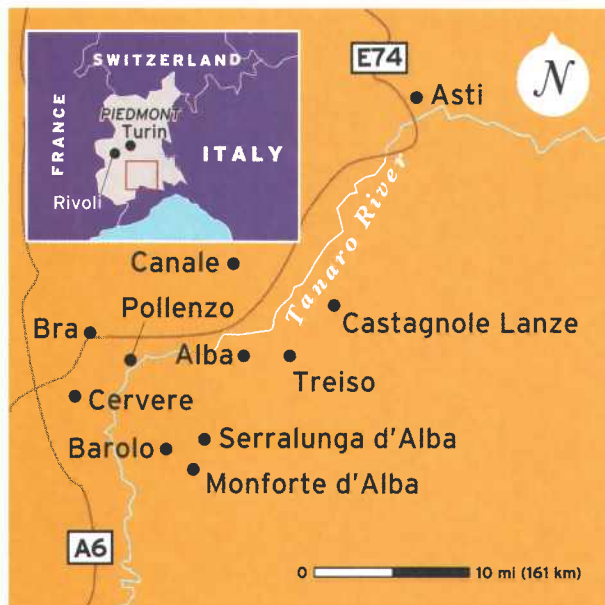 SWITZERLAND
FRANCE
PIEDMONT
Turin
ITALY
Rivoli
E74
N
Asti
Tanaro River
Canale
Pollenzo
Bra
Castagnole Lanze
Alba
Treiso
Cervere
Barolo
Serralunga d'Alba
Monforte d'Alba
A6
0 10 mi (161 km)